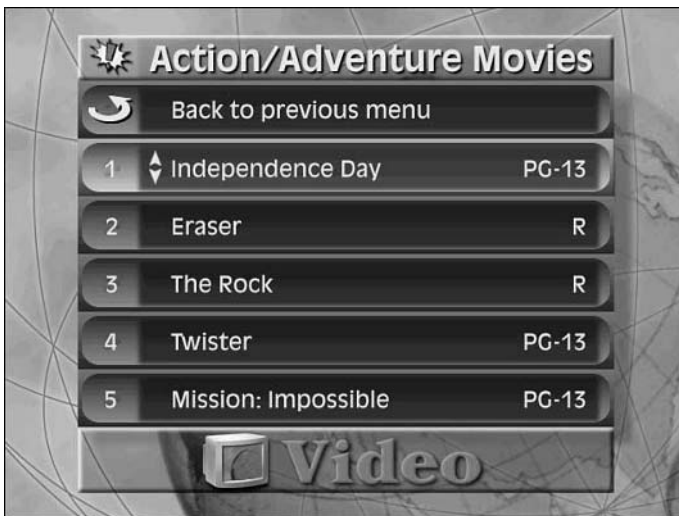 Action/Adventure Movies
Back to previous menu
1 Independence Day PG-13
2 Eraser R
3 The Rock R
4 Twister PG-13
5 Mission: Impossible PG-13
Video